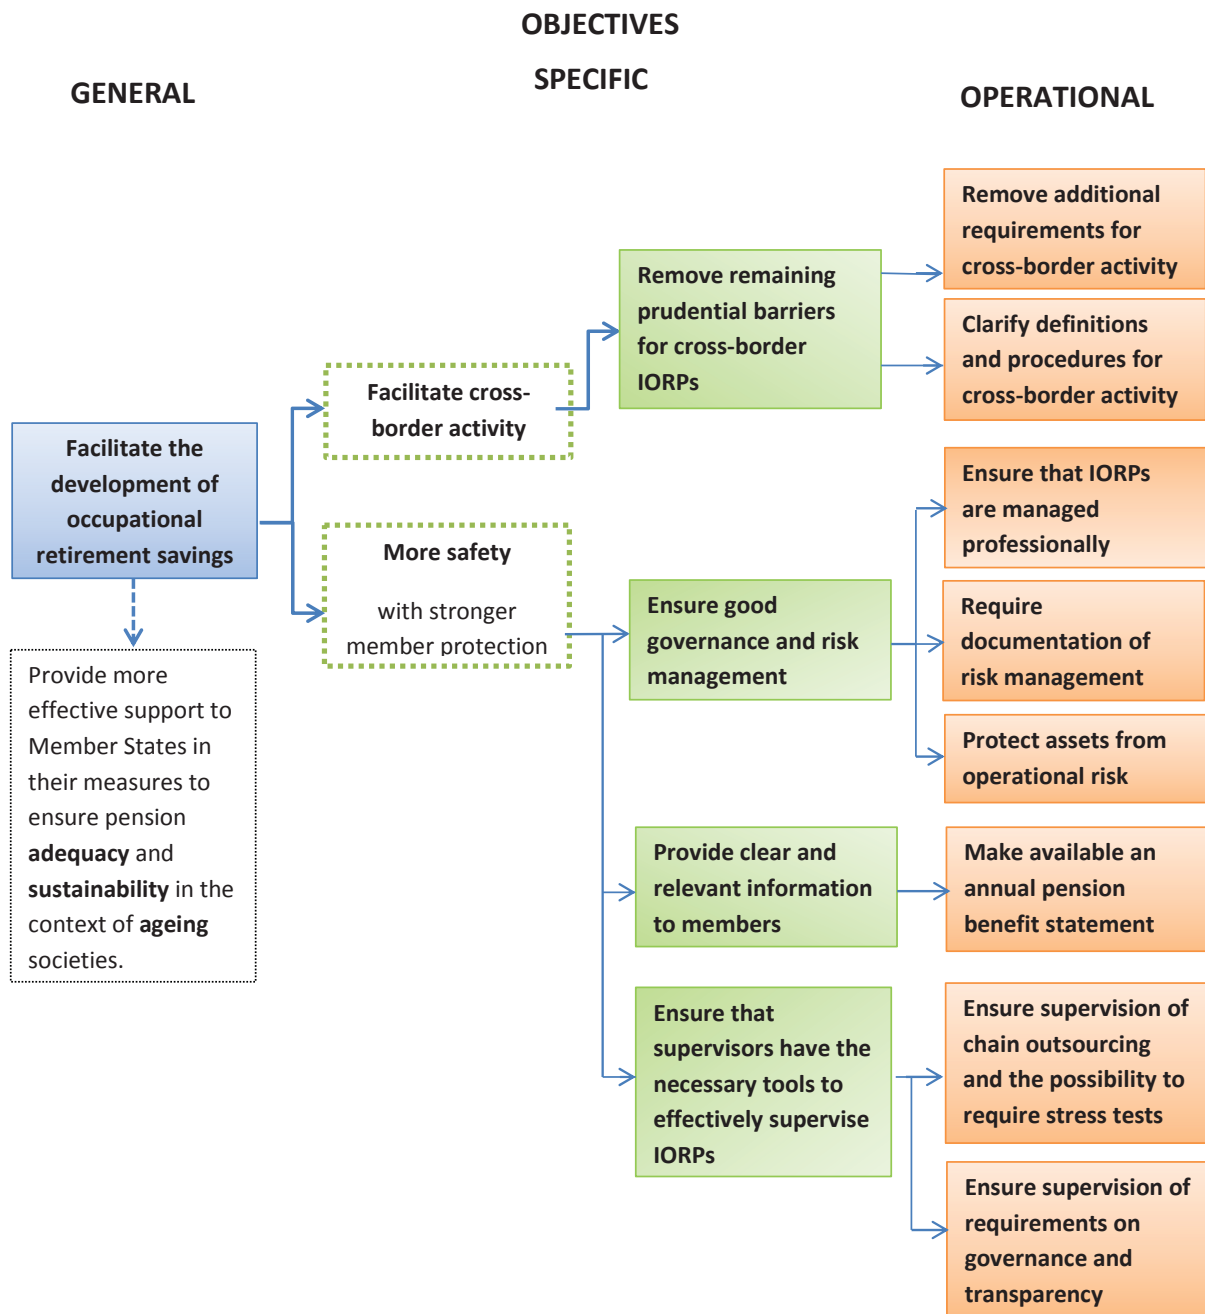 OBJECTIVES
GENERAL
SPECIFIC
OPERATIONAL
Facilitate the
development of
occupational
retirement savings
Provide more
effective support to
Member States in
their measures to
ensure pension
adequacy and
sustainability in the
context of ageing
societies.
Facilitate cross-
border activity
More safety
with stronger
member protection
Remove remaining
prudential barriers
for cross-border
IORPs
Ensure good
governance and risk
management
Provide clear and
relevant information
to members
Ensure that
supervisors have the
necessary tools to
effectively supervise
IORPs
Remove additional
requirements for
cross-border activity
Clarify definitions
and procedures for
cross-border activity
Ensure that IORPs
are managed
professionally
Require
documentation of
risk management
Protect assets from
operational risk
Make available an
annual pension
benefit statement
Ensure supervision of
chain outsourcing
and the possibility to
require stress tests
Ensure supervision of
requirements on
governance and
transparency